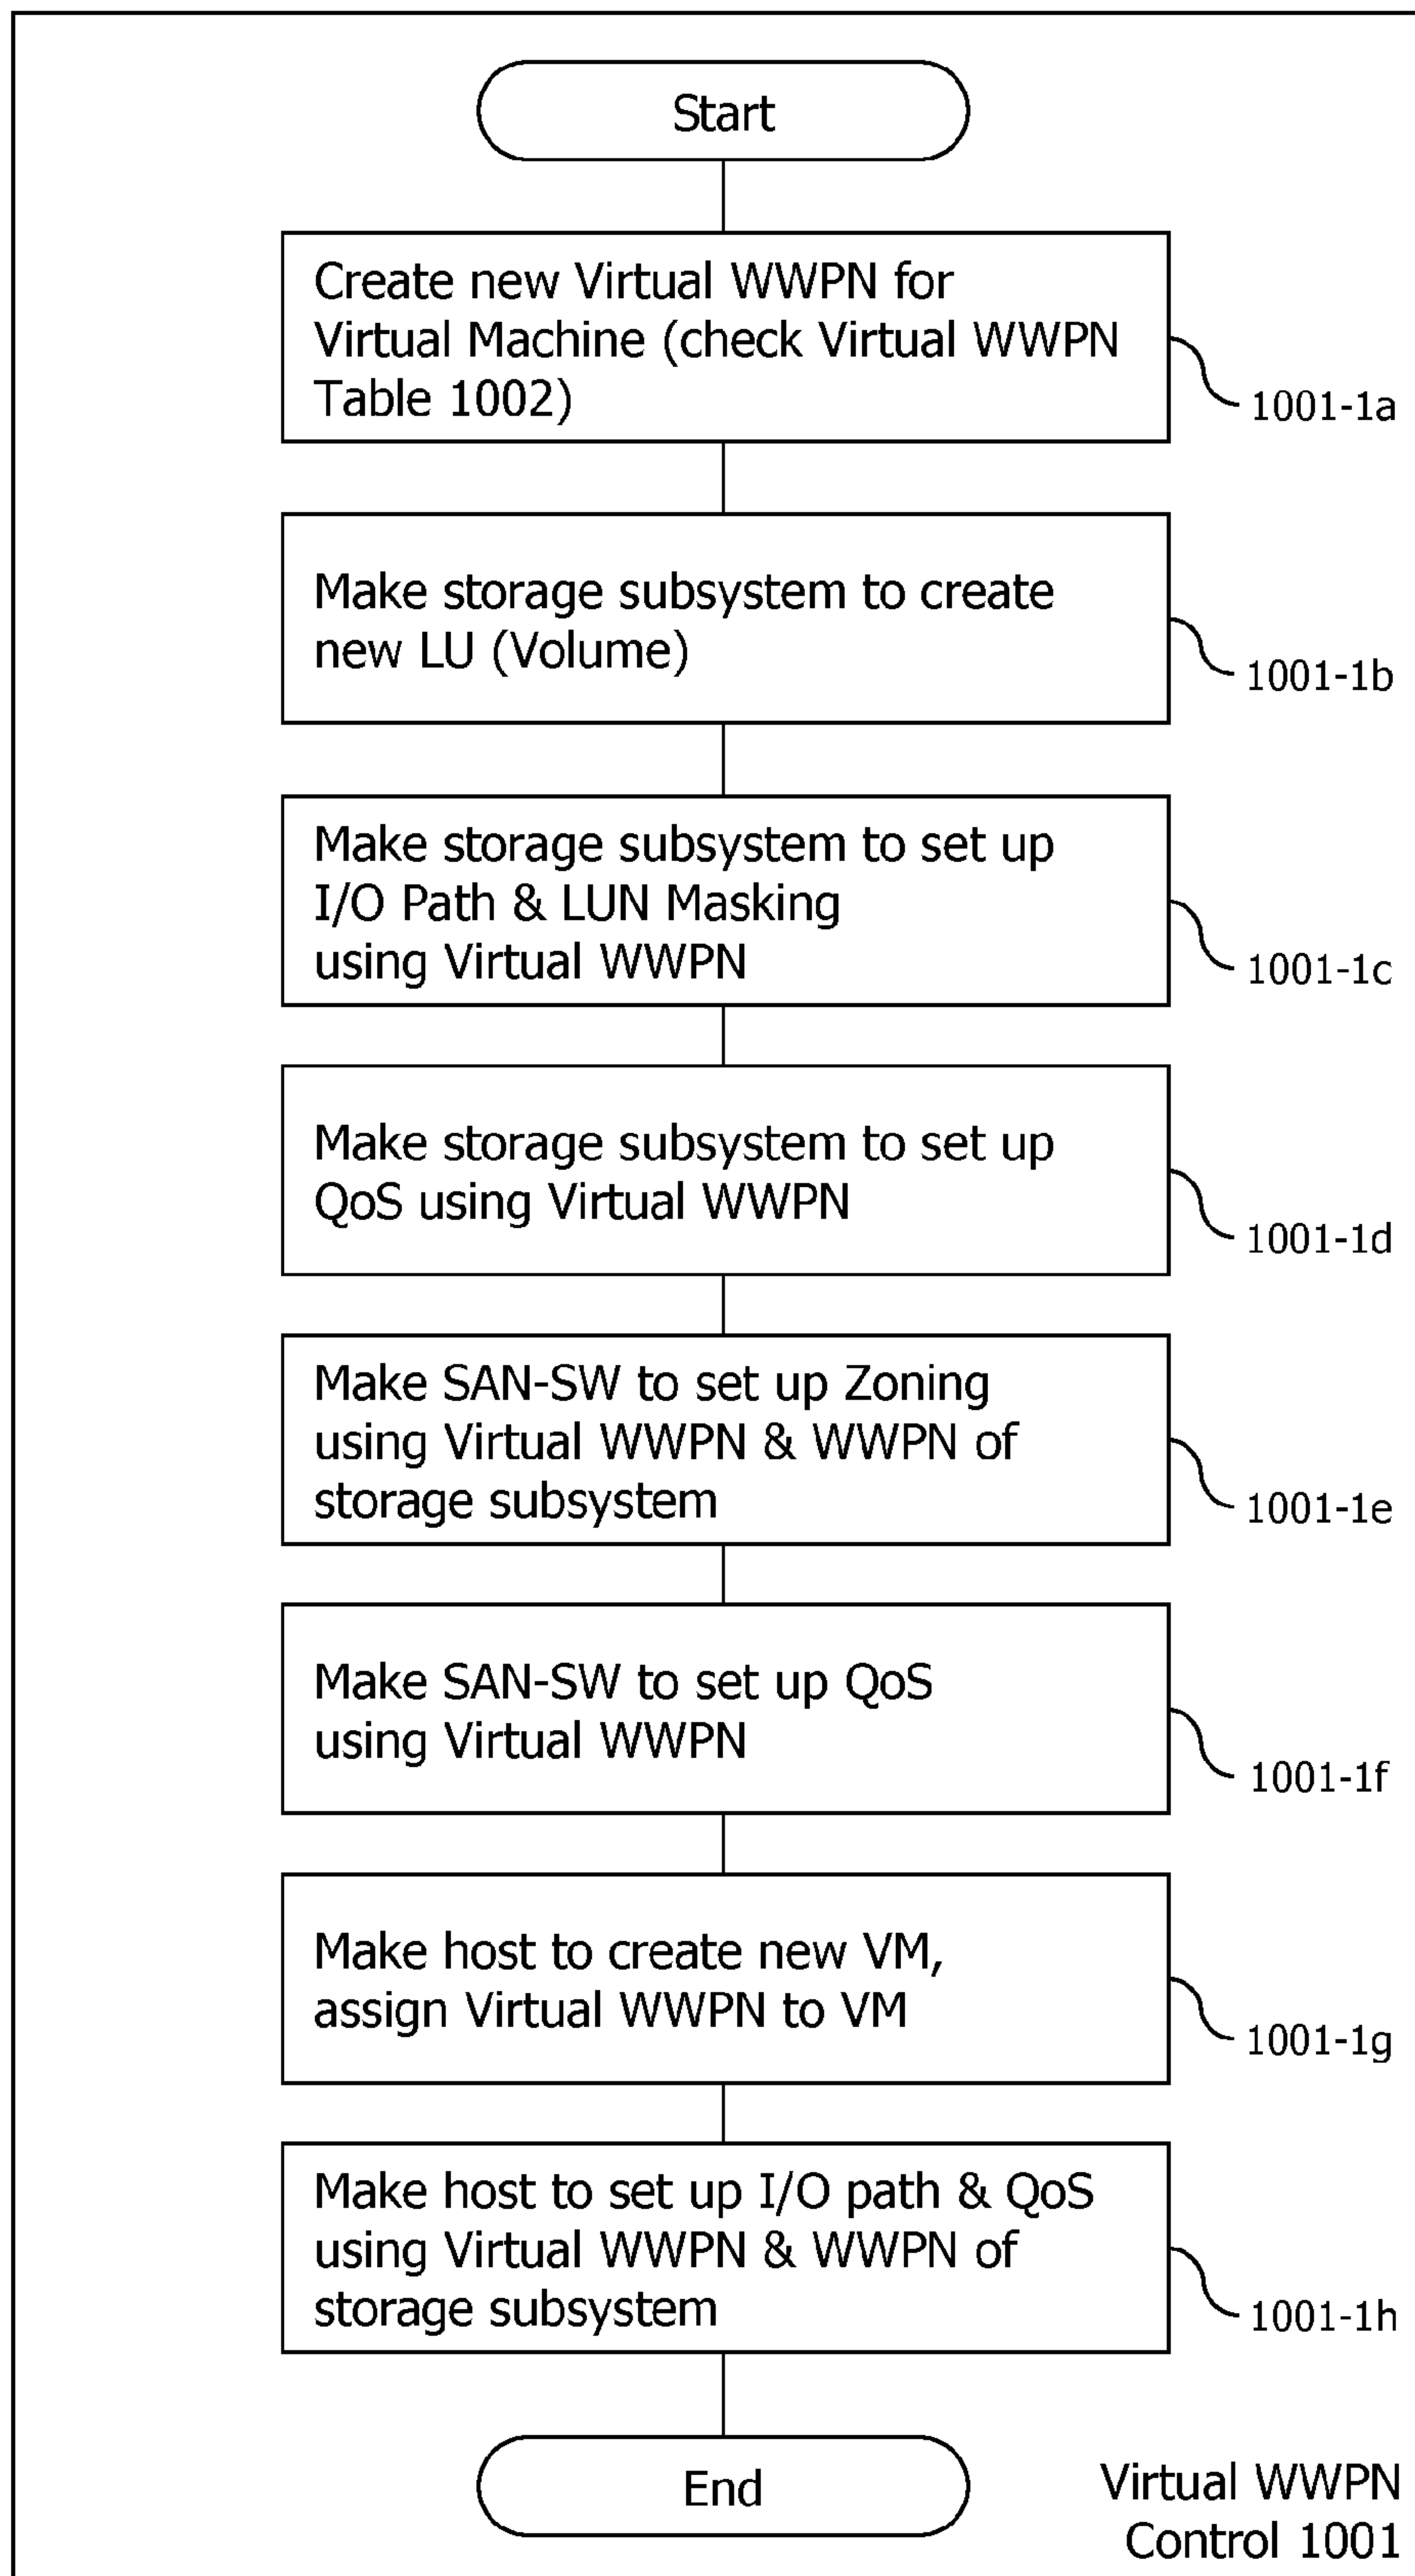 Start
Create new Virtual WWPN for
Virtual Machine (check Virtual WWPN
Table 1002)
1001-1a
Make storage subsystem to create
new LU (Volume)
1001-1b
Make storage subsystem to set up
I/O Path & LUN Masking
using Virtual WWPN
1001-1c
Make storage subsystem to set up
QoS using Virtual WWPN
1001-1d
Make SAN-SW to set up Zoning
using Virtual WWPN & WWPN of
storage subsystem
1001-1e
Make SAN-SW to set up QoS
using Virtual WWPN
1001-1f
Make host to create new VM,
assign Virtual WWPN to VM
1001-1g
Make host to set up I/O path & QoS
using Virtual WWPN & WWPN of
storage subsystem
1001-1h
End
Virtual WWPN
Control 1001